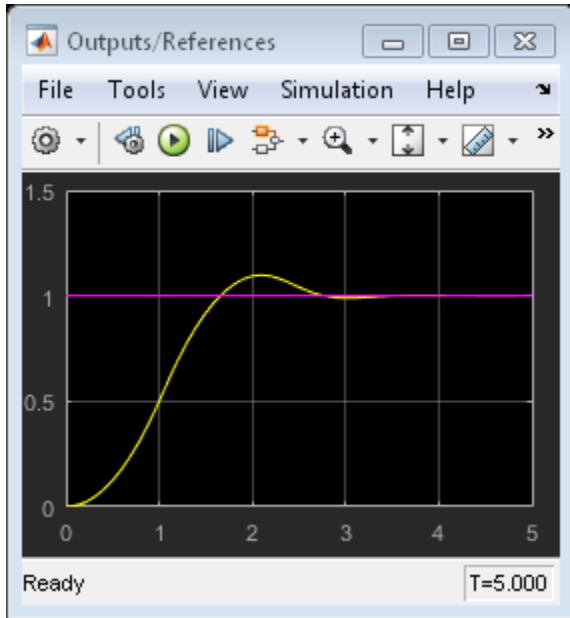 Outputs/References
File Tools View Simulation Help
1.5
1
0.5
0
0 1 2 3 4 5
Ready T=5.000